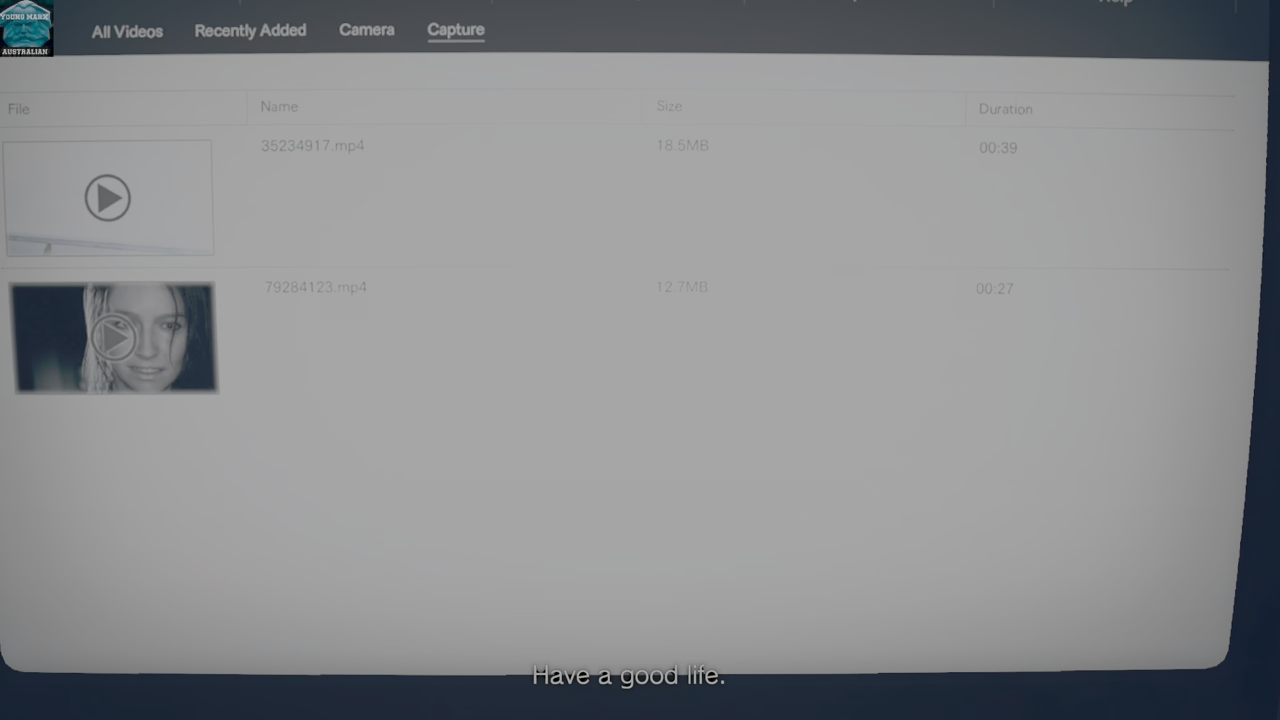 YOUNG MARK
AUSTRALIAN
All Videos Recently Added Camera Capture
Help
File Name Size Duration
35234917.mp4 18.5MB 00:39
79284123.mp4 12.7MB 00:27
Have a good life.